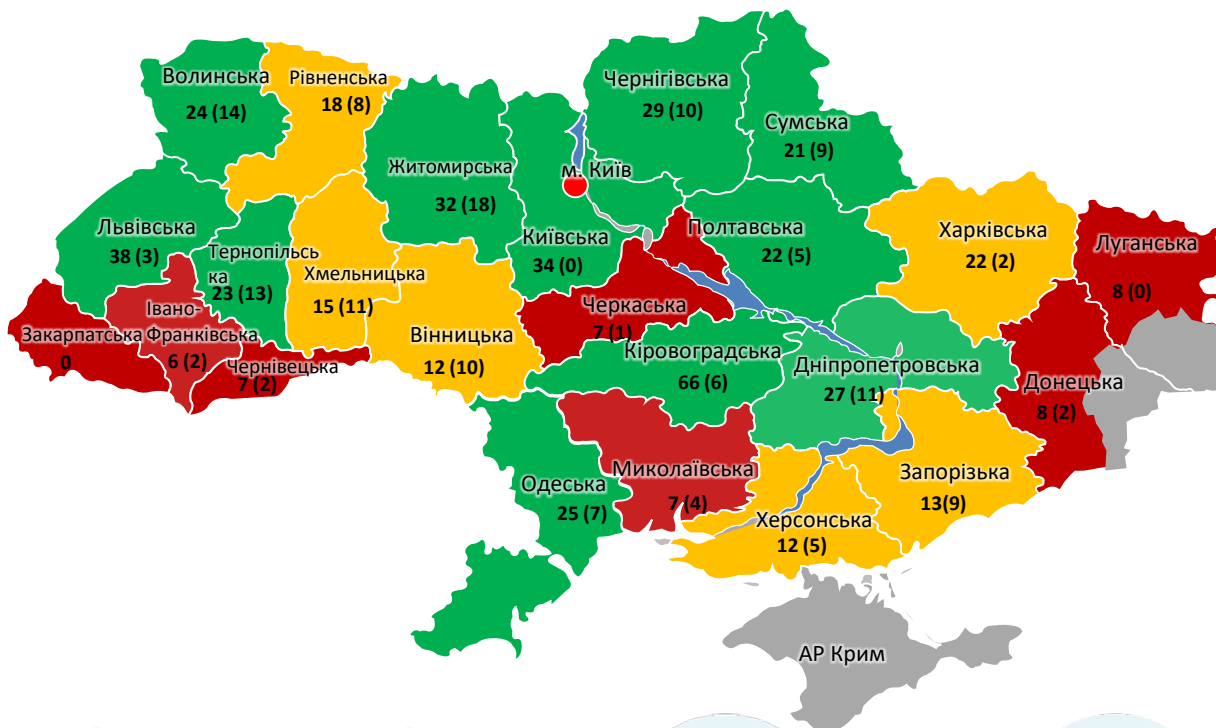 Волинська
24 (14)
Рівненська
18 (8)
Житомирська
32 (18)
м. Київ
Київська
34 (0)
Чернігівська
29 (10)
Сумська
21 (9)
Львівська
38 (3)
Тернопільсь
ка
23 (13)
Хмельницька
15 (11)
Вінницька
12 (10)
Черкаська
7 (1)
Полтавська
22 (5)
Харківська
22 (2)
Луганська
8 (0)
Закарпатська
0
Івано-
Франківська
6 (2)
Чернівецька
7 (2)
Кіровоградська
66 (6)
Дніпропетровська
27 (11)
Донецька
8 (2)
Одеська
25 (7)
Миколаївська
7 (4)
Херсонська
12 (5)
Запорізька
13(9)
АР Крим